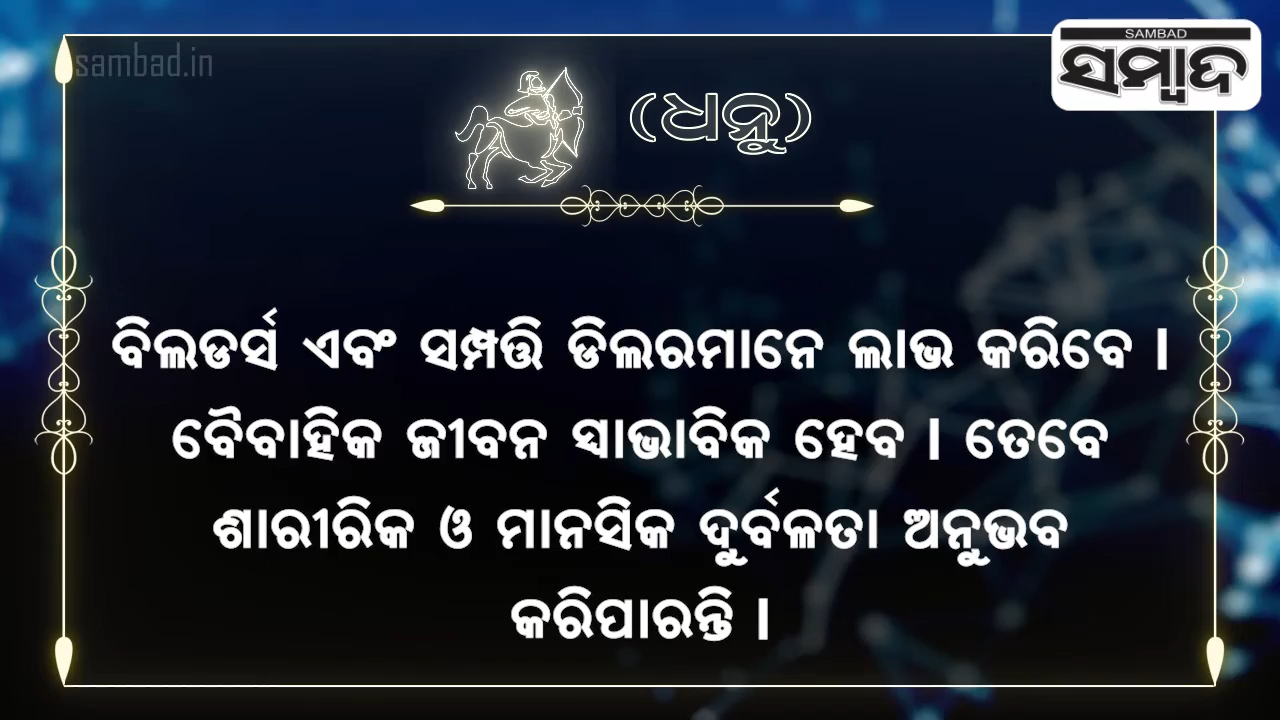 sambad.in
SAMBAD
ସମ୍ବାଦ
(ଧନୁ)
ବିଲଡର୍ସ ଏବଂ ସମ୍ପତ୍ତି ଡିଲରମାନେ ଲାଭ କରିବେ ।
ବୈବାହିକ ଜୀବନ ସ୍ୱାଭାବିକ ହେବ । ତେବେ
ଶାରୀରିକ ଓ ମାନସିକ ଦୁର୍ବଳତା ଅନୁଭବ
କରିପାରନ୍ତି ।